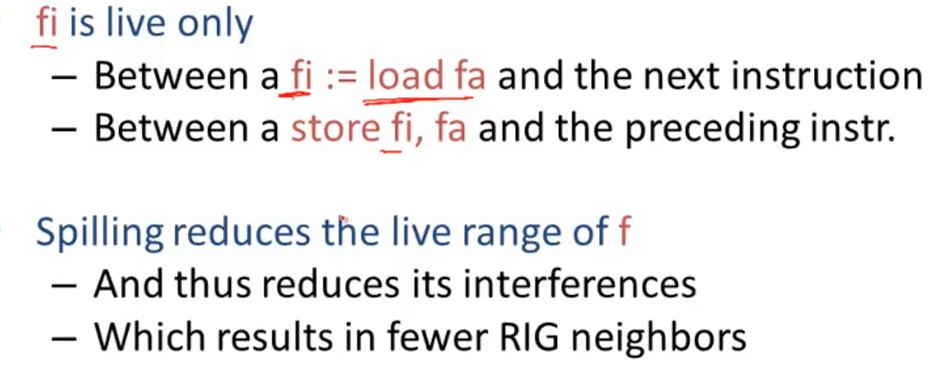 fi is live only
– Between a fi := load fa and the next instruction
– Between a store fi, fa and the preceding instr.
Spilling reduces the live range of f
– And thus reduces its interferences
– Which results in fewer RIG neighbors